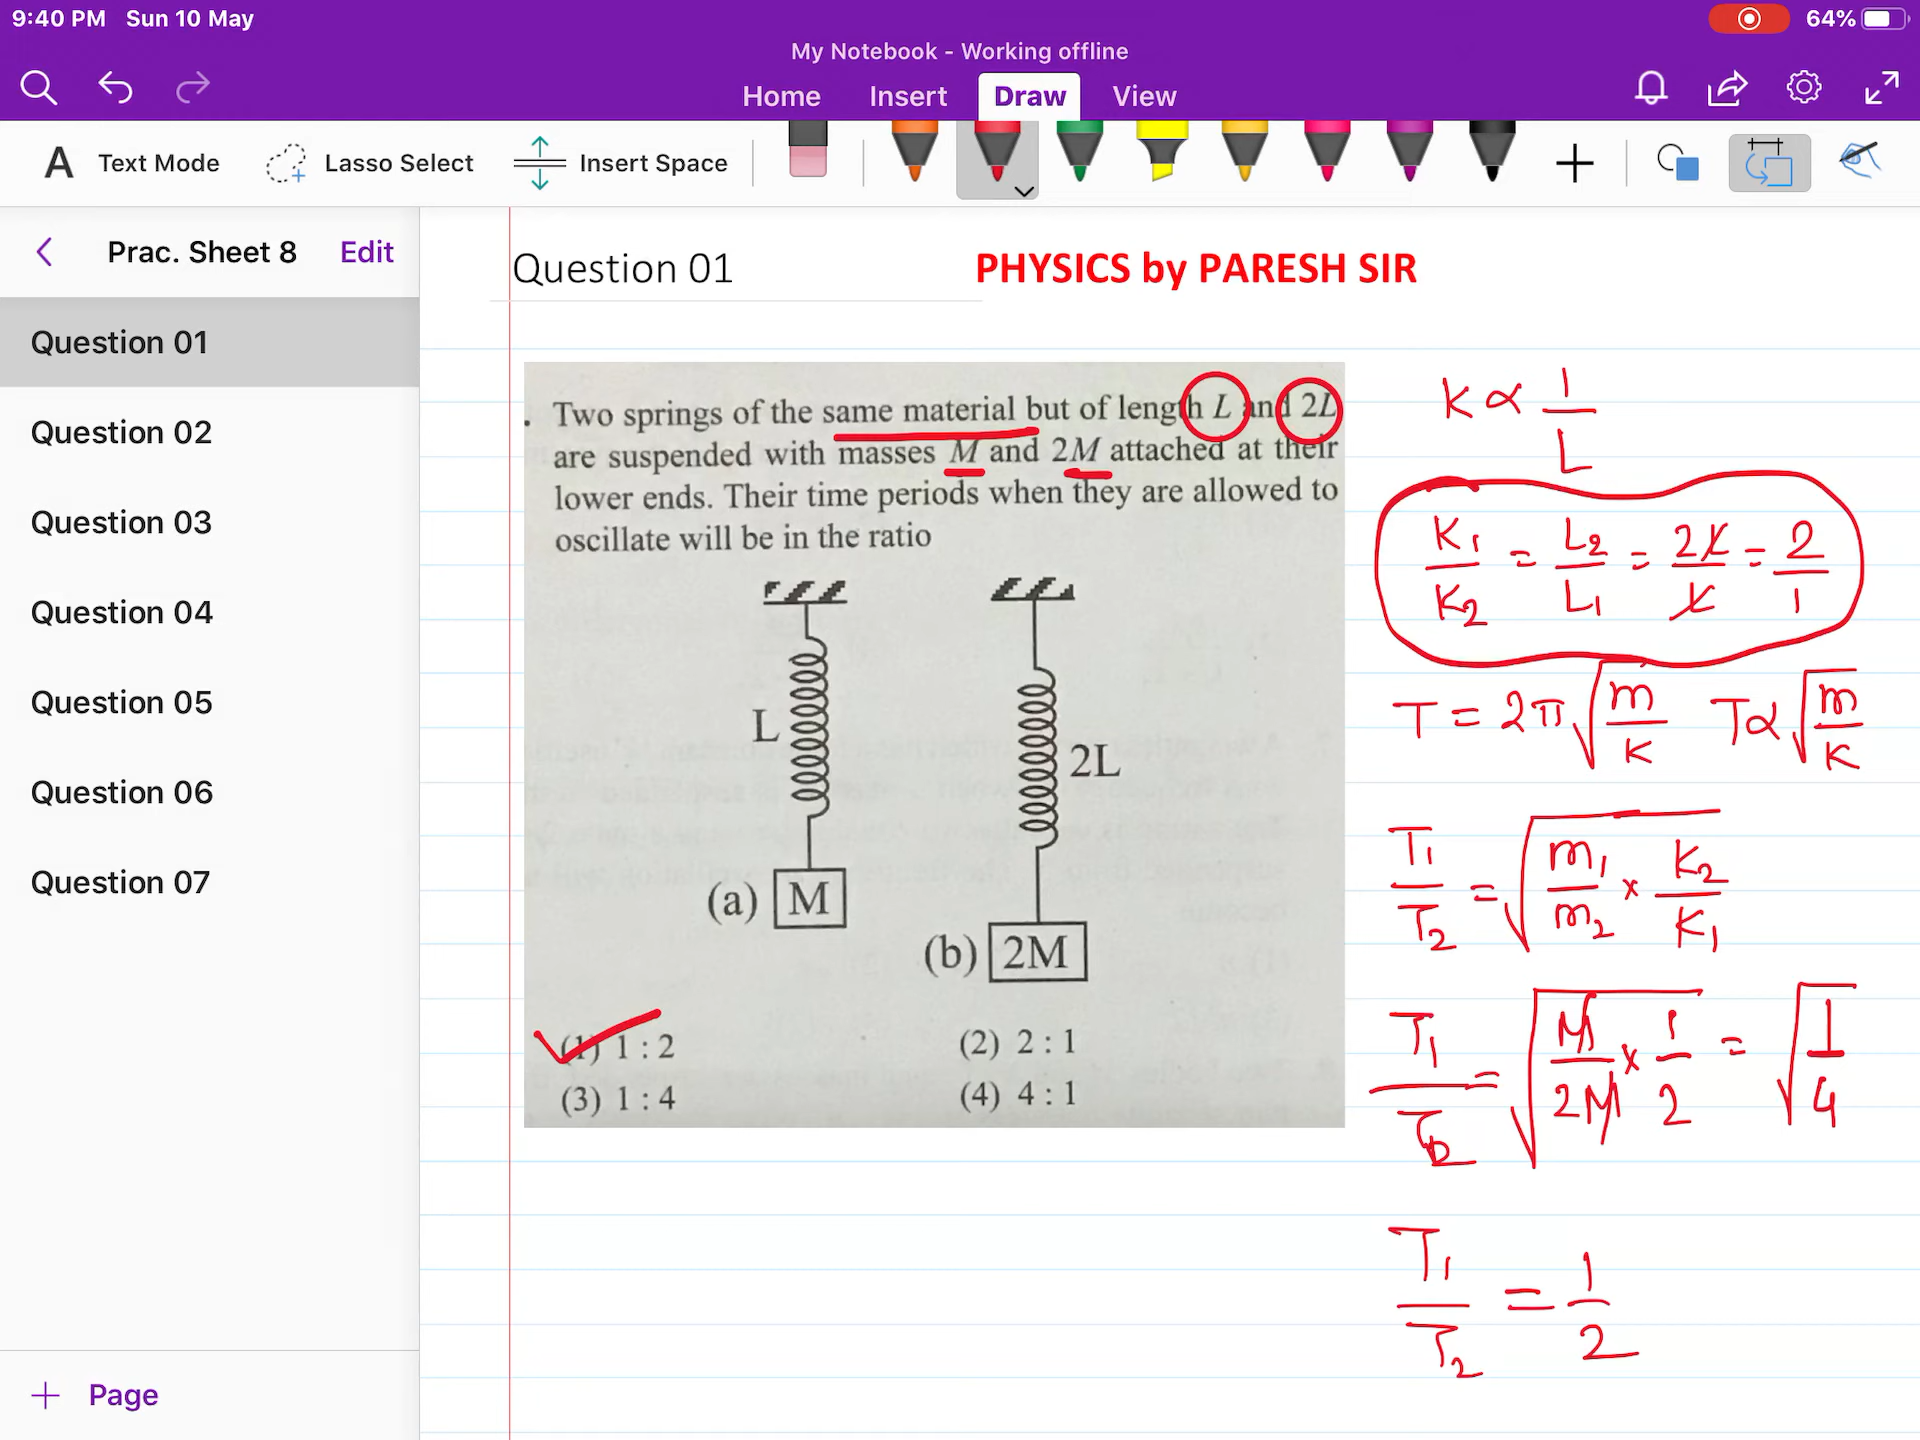 9:40 PM Sun 10 May
64%
My Notebook - Working offline
Home Insert Draw View
A Text Mode Lasso Select Insert Space
Prac. Sheet 8 Edit
Question 01
Question 02
Question 03
Question 04
Question 05
Question 06
Question 07
+ Page
Question 01
PHYSICS by PARESH SIR
. Two springs of the same material but of length L and 2L
are suspended with masses M and 2M attached at their
lower ends. Their time periods when they are allowed to
oscillate will be in the ratio
L
2L
(a) M
(b) 2M
(1) 1 : 2 (2) 2 : 1
(3) 1 : 4 (4) 4 : 1
K ∝ 1/L
K1/K2 = L2/L1 = 2L/L = 2/1
T = 2π√(m/K) T ∝ √(m/K)
T1/T2 = √(m1/m2 × K2/K1)
T1/T2 = √(M/2M × 1/2) = √(1/4)
T1/T2 = 1/2